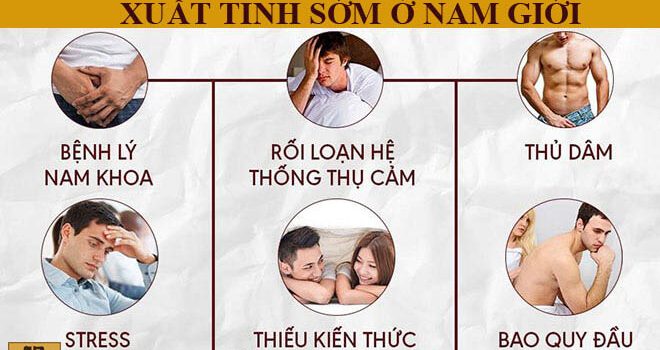 XUẤT TINH SỚM Ở NAM GIỚI
BỆNH LÝ
NAM KHOA
RỐI LOẠN HỆ
THỐNG THỤ CẢM
THỦ DÂM
STRESS
THIẾU KIẾN THỨC
BAO QUY ĐẦU